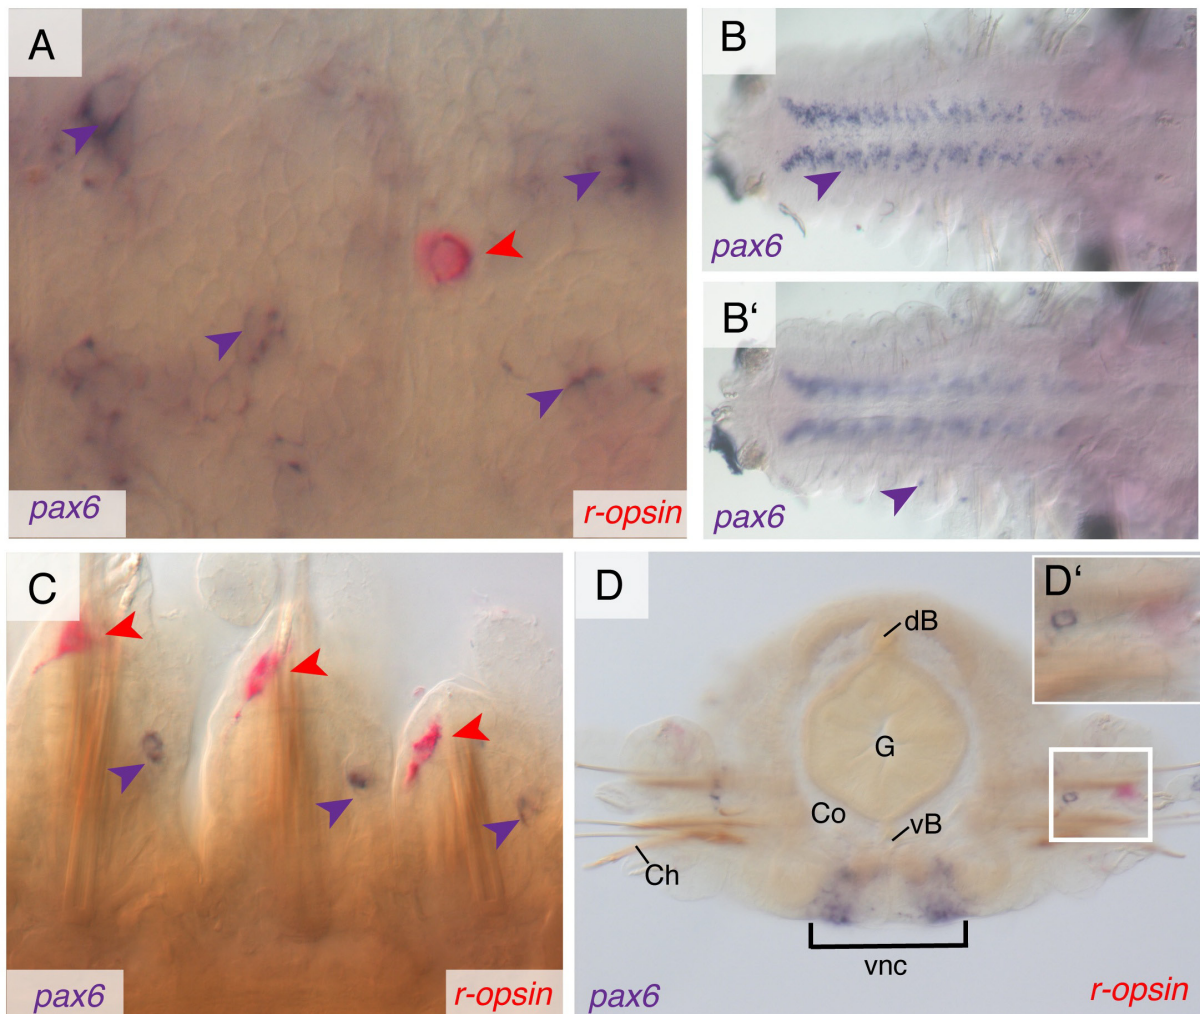 A
pax6
r-opsin
B
pax6
B‘
pax6
C
pax6
r-opsin
D
D‘
dB
G
Co
vB
Ch
vnc
pax6
r-opsin